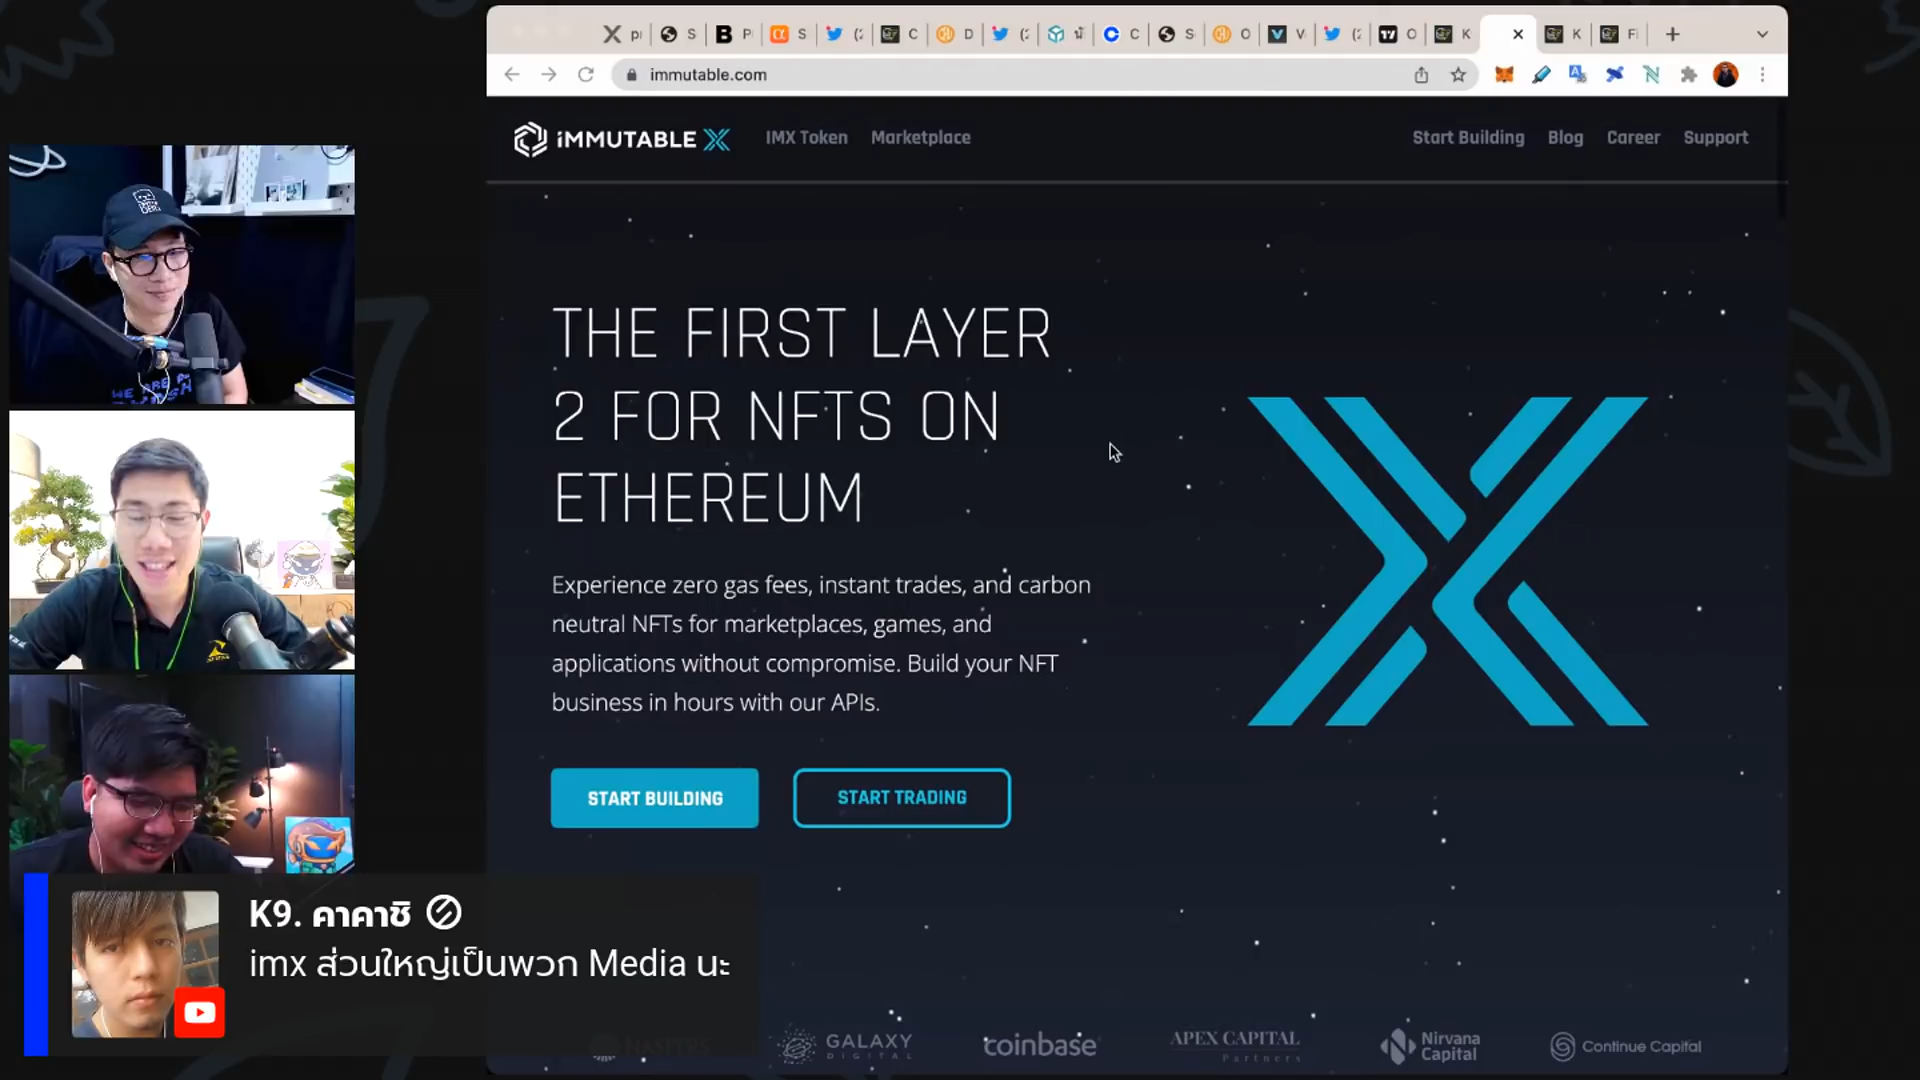 immutable.com
iMMUTABLE X
IMX Token
Marketplace
Start Building
Blog
Career
Support
THE FIRST LAYER
2 FOR NFTS ON
ETHEREUM
Experience zero gas fees, instant trades, and carbon
neutral NFTs for marketplaces, games, and
applications without compromise. Build your NFT
business in hours with our APIs.
START BUILDING
START TRADING
WE ARE A
K9. คาคาชิ
imx ส่วนใหญ่เป็นพวก Media นะ
GALAXY
DIGITAL
coinbase
APEX CAPITAL
Partners
Nirvana
Capital
Continue Capital